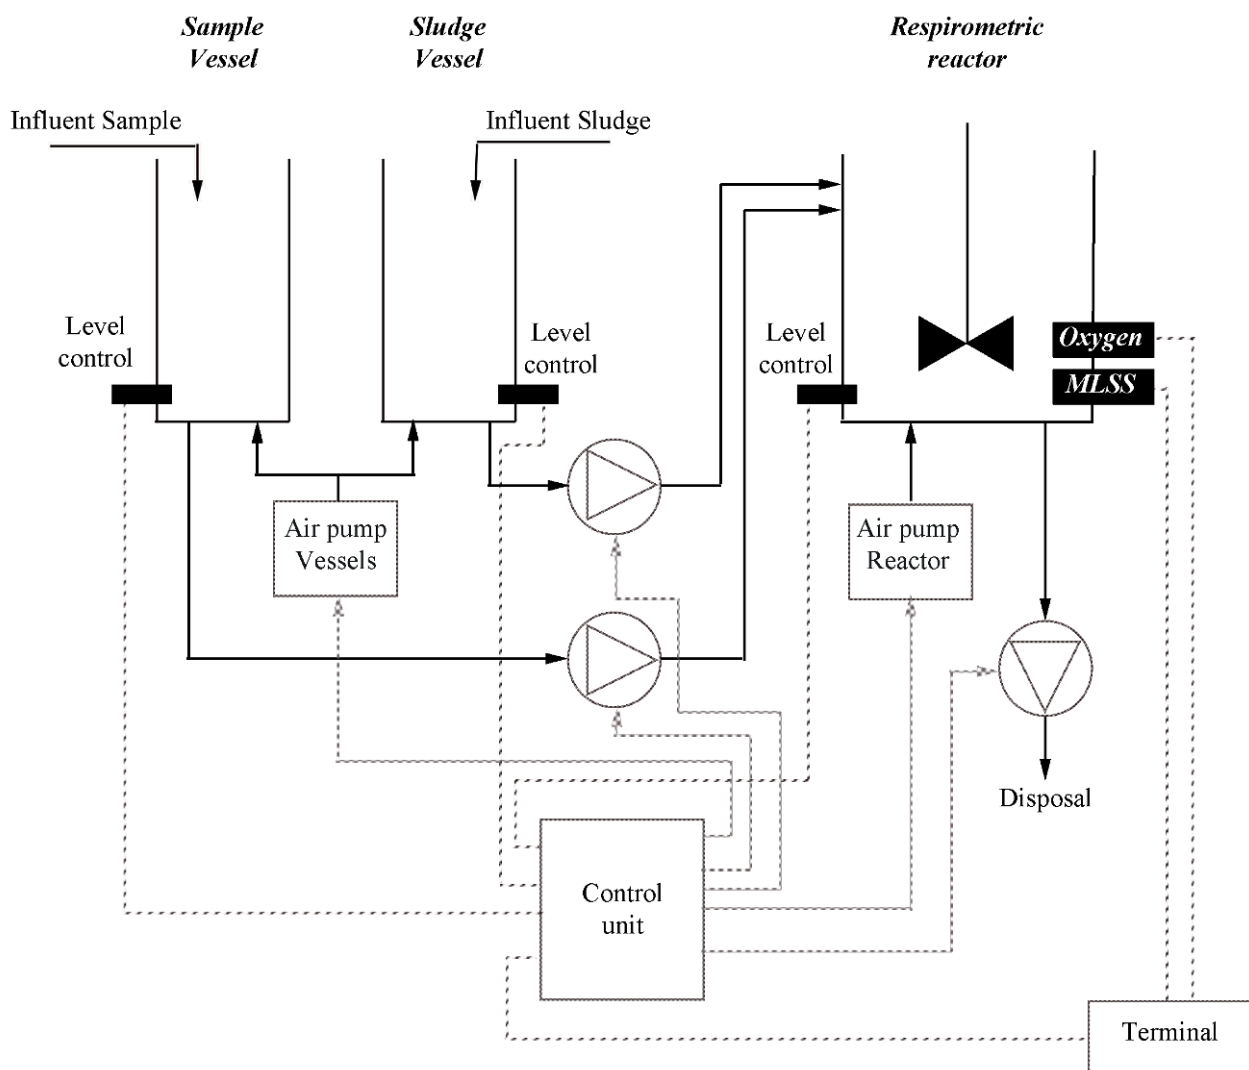 Sample
Vessel
Sludge
Vessel
Respirometric
reactor
Influent Sample
Influent Sludge
Level
control
Level
control
Level
control
Oxygen
MLSS
Air pump
Vessels
Air pump
Reactor
Disposal
Control
unit
Terminal